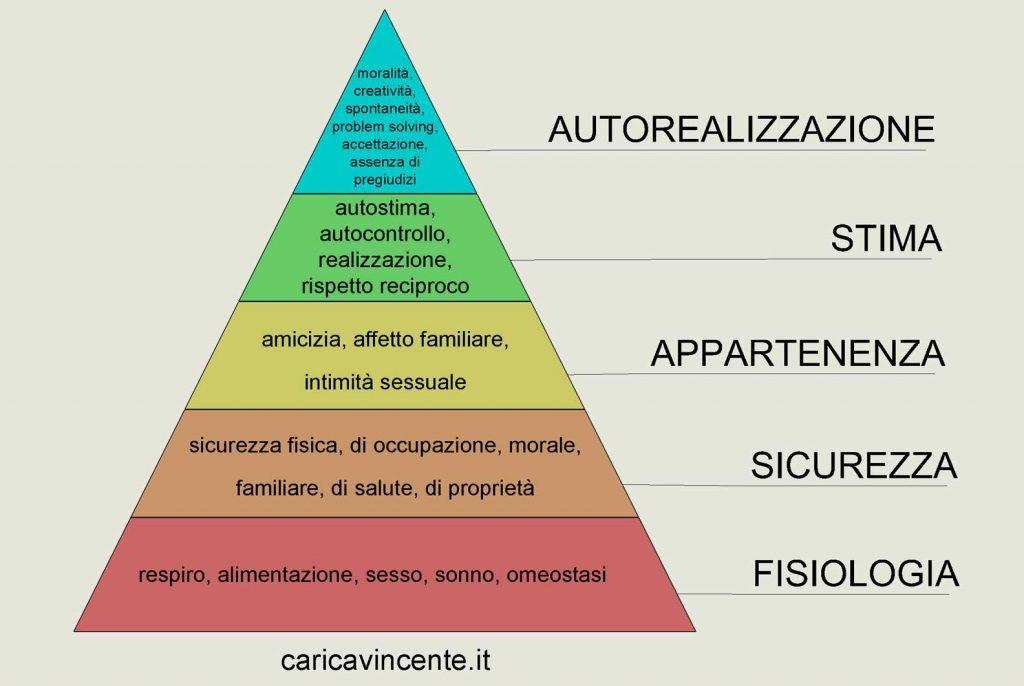 moralità,
creatività,
spontaneità,
problem solving,
accettazione,
assenza di
pregiudizi
AUTOREALIZZAZIONE
autostima,
autocontrollo,
realizzazione,
rispetto reciproco
STIMA
amicizia, affetto familiare,
intimità sessuale
APPARTENENZA
sicurezza fisica, di occupazione, morale,
familiare, di salute, di proprietà
SICUREZZA
respiro, alimentazione, sesso, sonno, omeostasi
FISIOLOGIA
caricavincente.it